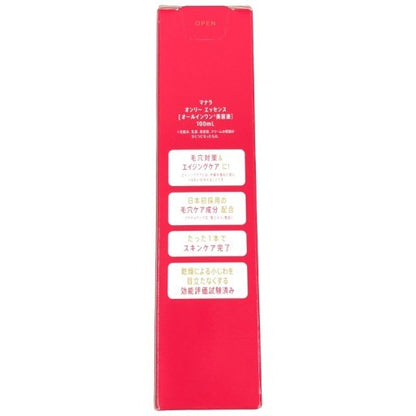 OPEN
マナラ
オンリー エッセンス
[オールインワン*美容液]
100mL
毛穴対策&
エイジングケア に!
日本初採用の
毛穴ケア成分 配合
たった1本で
スキンケア完了
乾燥による小じわを
目立たなくする
効能評価試験済み